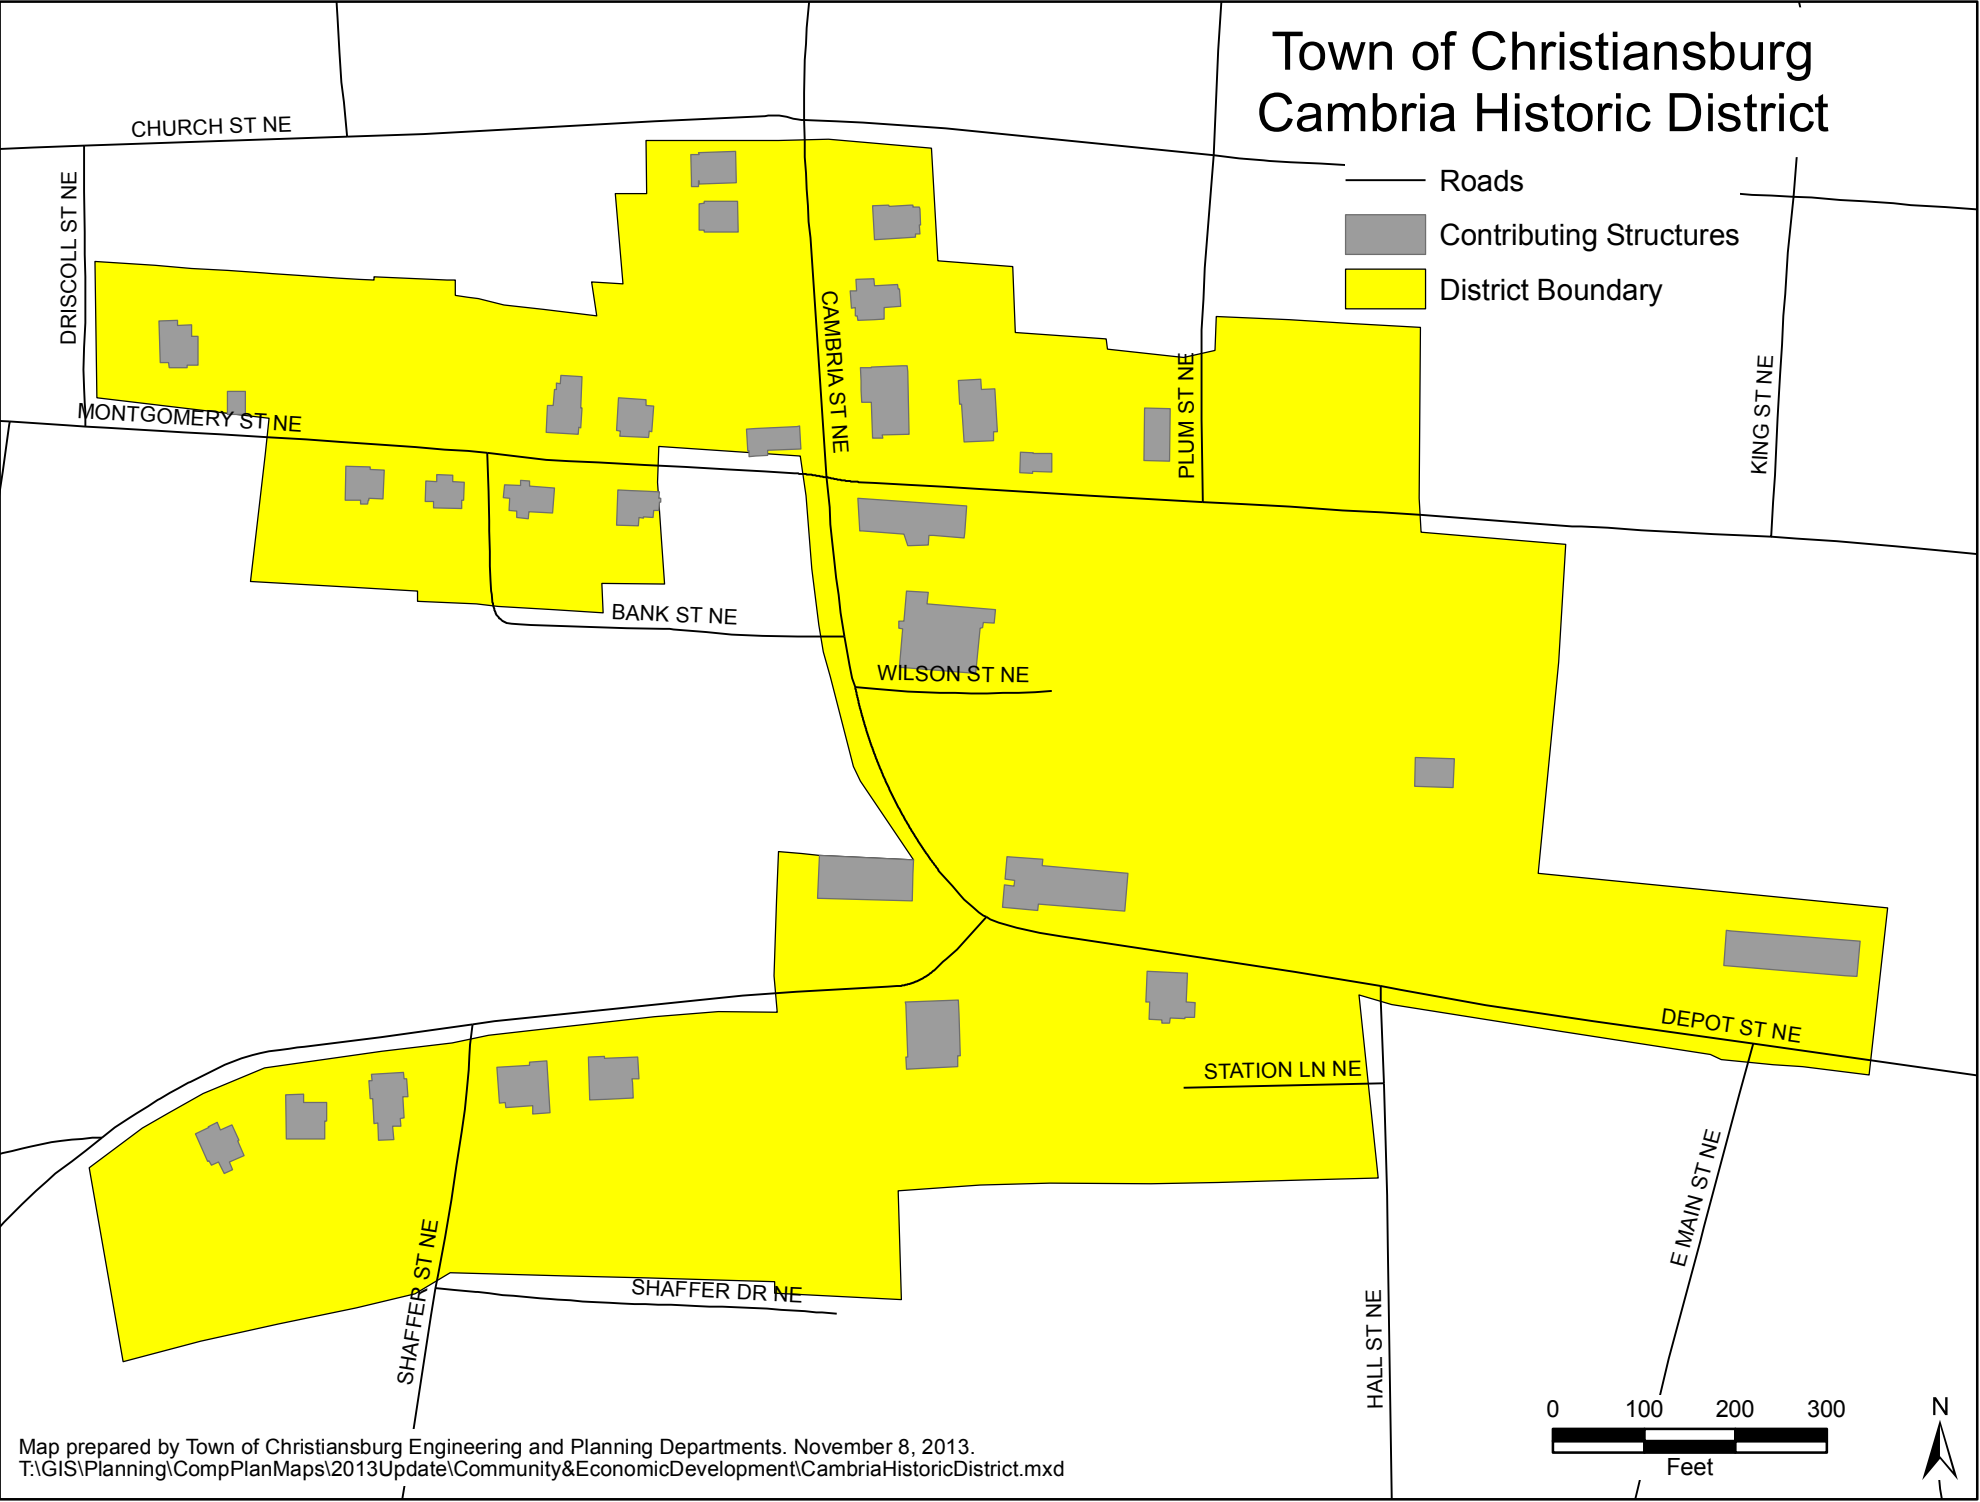 Town of Christiansburg
Cambria Historic District
Roads
Contributing Structures
District Boundary
CHURCH ST NE
DRISCOLL ST NE
MONTGOMERY ST NE
CAMBRIA ST NE
PLUM ST NE
KING ST NE
BANK ST NE
WILSON ST NE
DEPOT ST NE
STATION LN NE
E MAIN ST NE
SHAFFER ST NE
SHAFFER DR NE
HALL ST NE
0 100 200 300
Feet
N
Map prepared by Town of Christiansburg Engineering and Planning Departments. November 8, 2013.
T:\GIS\Planning\CompPlanMaps\2013Update\Community&EconomicDevelopment\CambriaHistoricDistrict.mxd